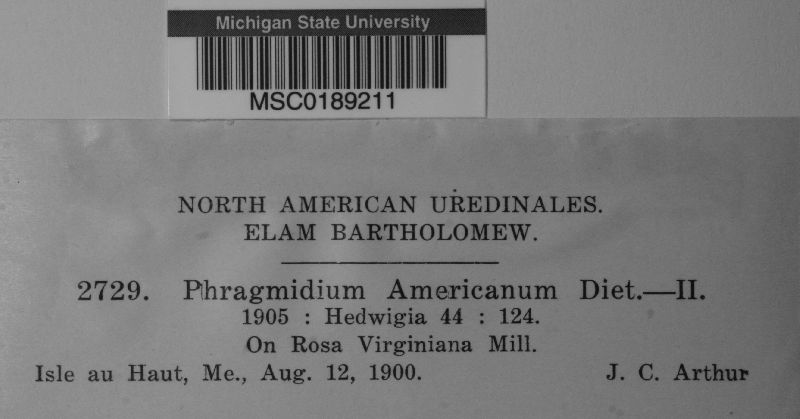 Michigan State University
MSC0189211
NORTH AMERICAN UREDINALES.
ELAM BARTHOLOMEW.
2729. Phragmidium Americanum Diet.—II.
1905 : Hedwigia 44 : 124.
On Rosa Virginiana Mill.
Isle au Haut, Me., Aug. 12, 1900. J. C. Arthur